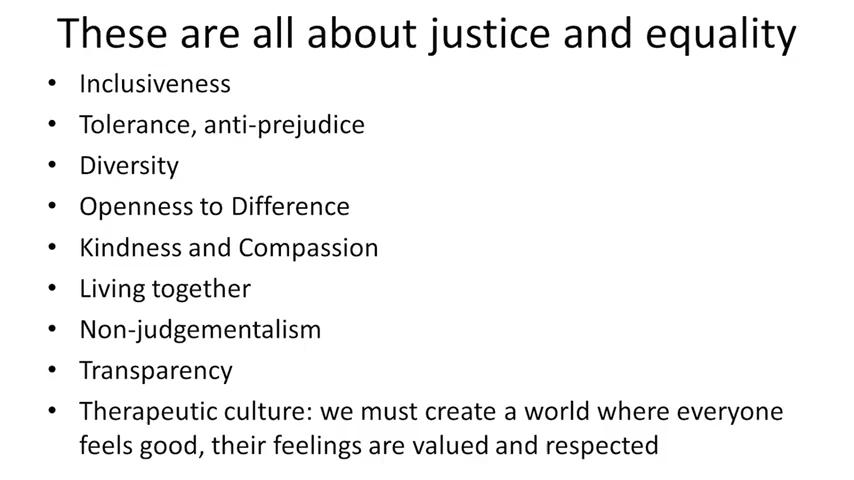 These are all about justice and equality
• Inclusiveness
• Tolerance, anti-prejudice
• Diversity
• Openness to Difference
• Kindness and Compassion
• Living together
• Non-judgementalism
• Transparency
• Therapeutic culture: we must create a world where everyone
feels good, their feelings are valued and respected